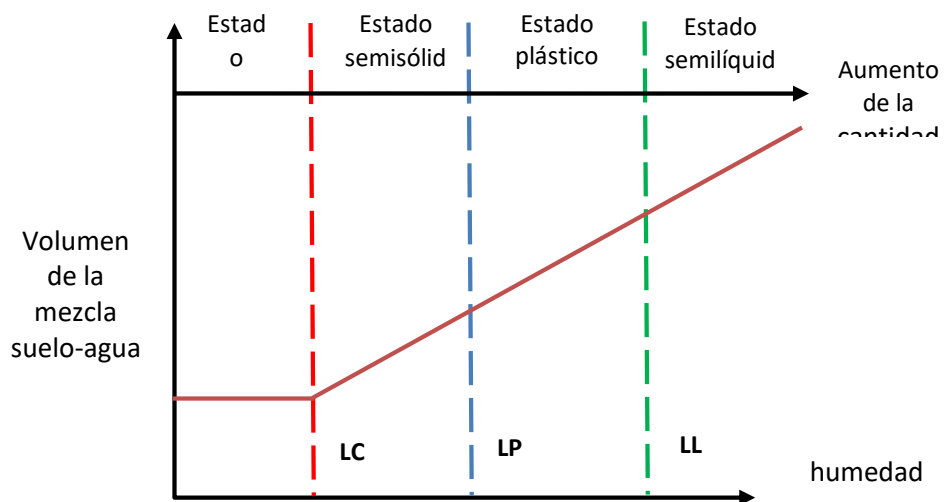 Estad
o
Estado
semisólid
Estado
plástico
Estado
semilíquid
Aumento
de la
cantidad
Volumen
de la
mezcla
suelo-agua
LC
LP
LL
humedad